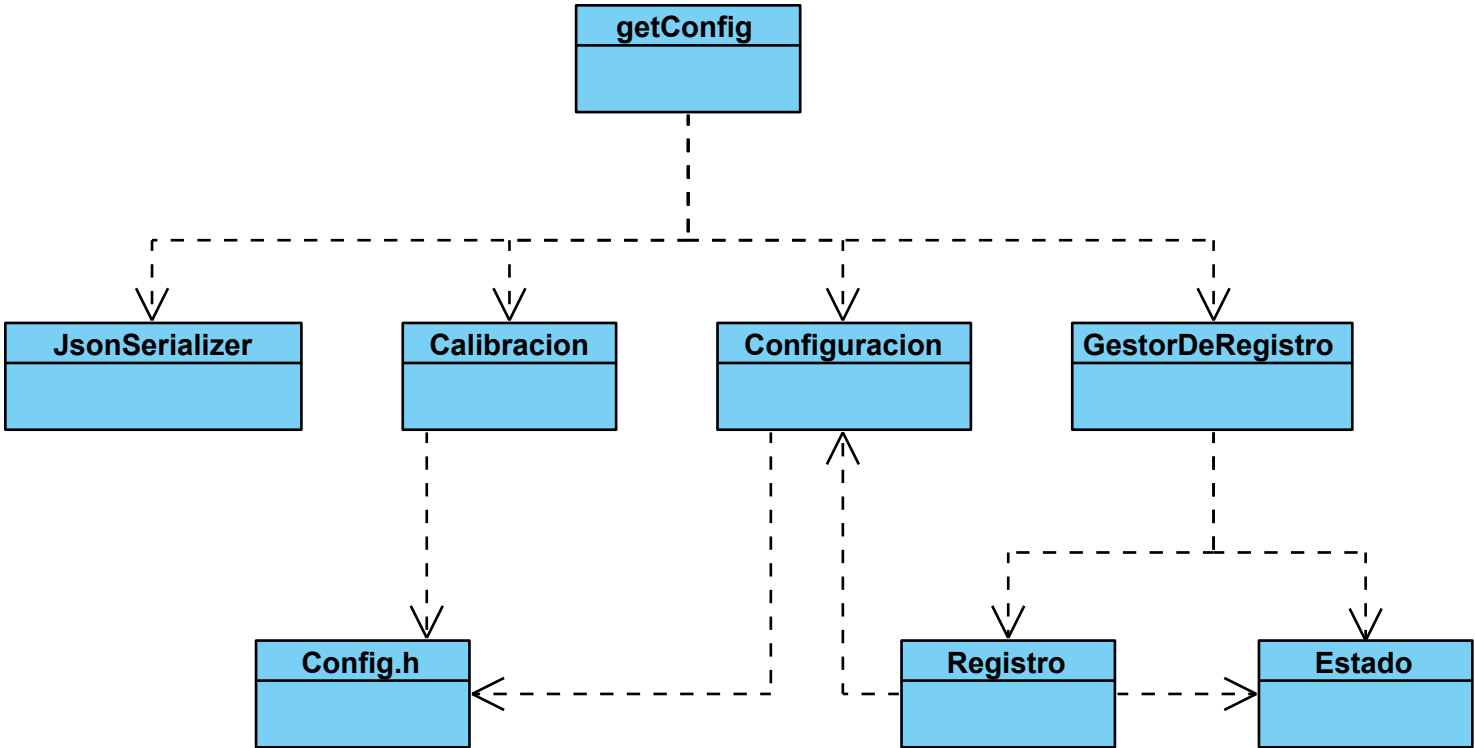 getConfig
JsonSerializer
Calibracion
Configuracion
GestorDeRegistro
Config.h
Registro
Estado